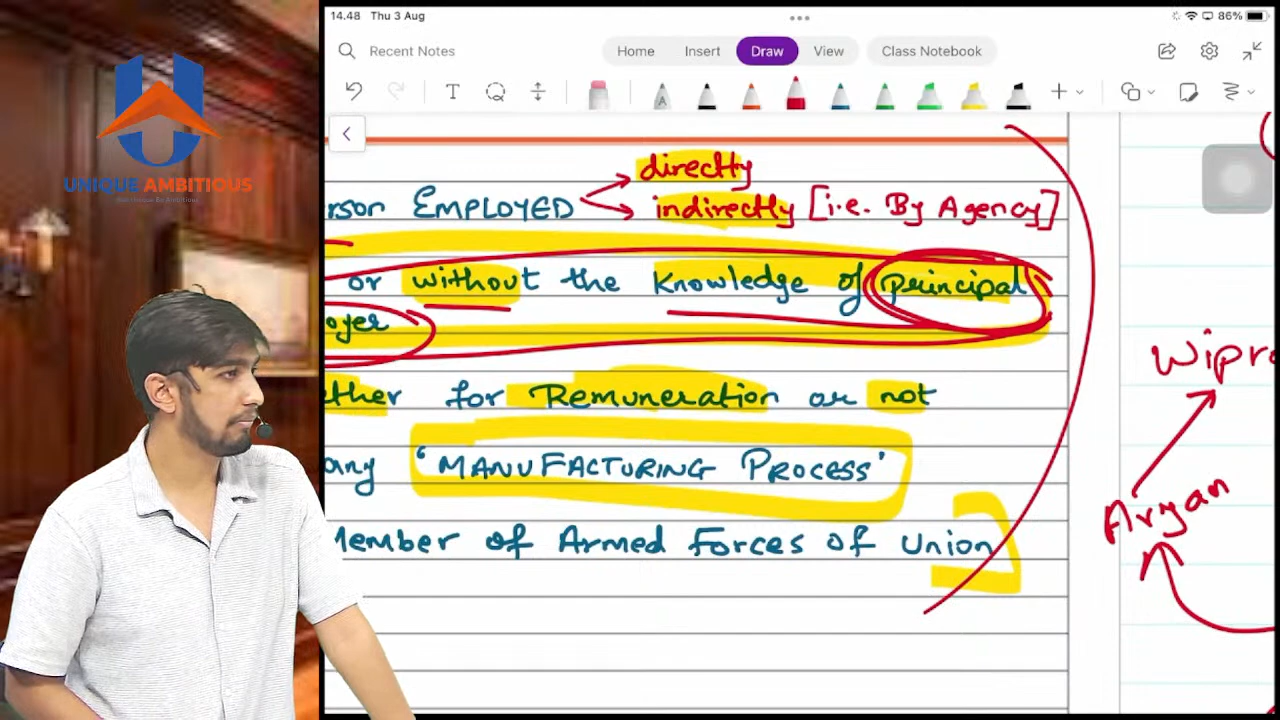 14.48 Thu 3 Aug
86%
Recent Notes
Home Insert Draw View Class Notebook
UNIQUE AMBITIOUS
directly
rson EMPLOYED
indirectly [i.e. By Agency]
or without the knowledge of principal
oyer
ether for Remuneration or not
any 'MANUFACTURING PROCESS'
Member of Armed Forces of Union
Wipro
Aryan